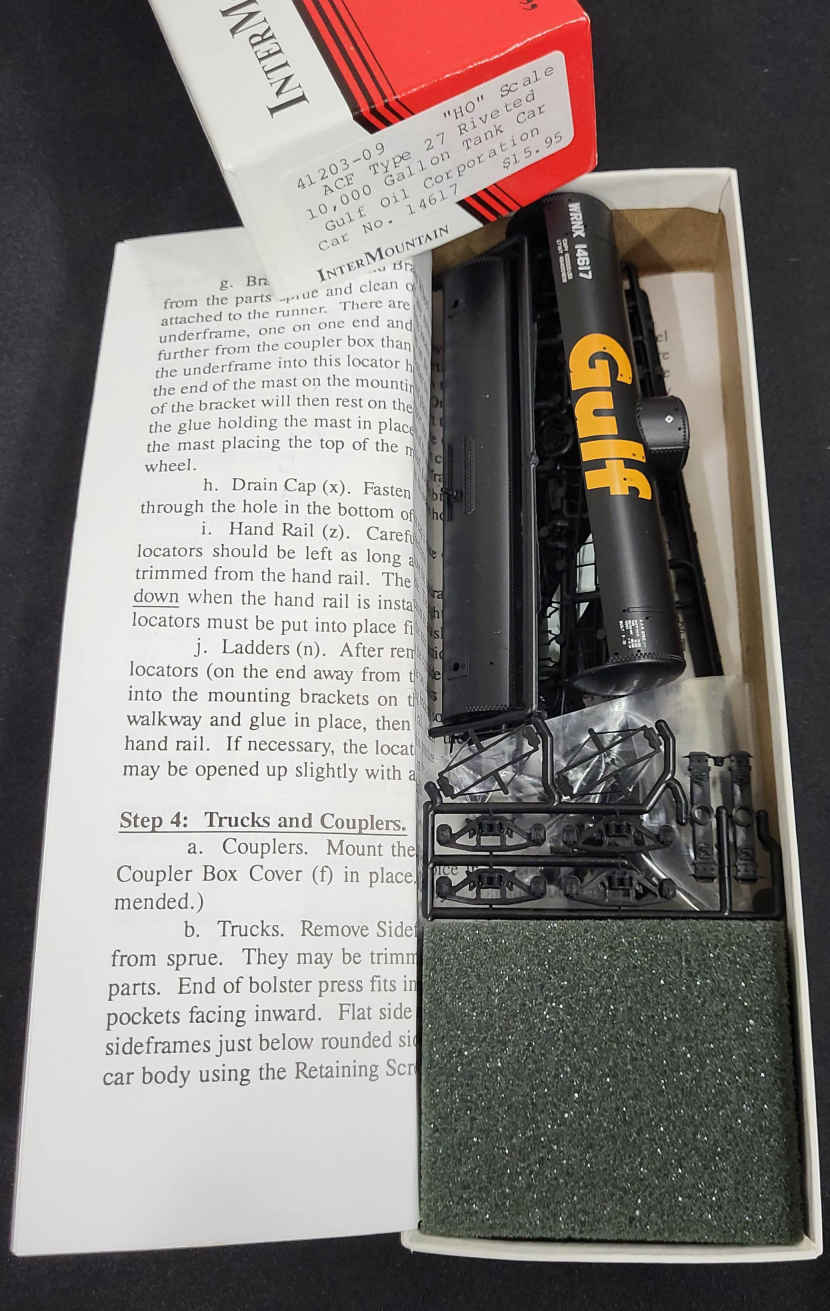 INTERM
41203-09 "HO" Scale
ACF Type 27 Riveted
10,000 Gallon Tank Car
Gulf Oil Corporation
Car No. 14617 $15.95
INTERMOUNTAIN
WRNX 14617
Gulf
g. Bra
from the parts sprue and clean
attached to the runner. There are
underframe, one on one end and
further from the coupler box than
the underframe into this locator h
the end of the mast on the mountin
of the bracket will then rest on the
the glue holding the mast in place
the mast placing the top of the
wheel.
h. Drain Cap (x). Fasten
through the hole in the bottom of
i. Hand Rail (z). Carefu
locators should be left as long a
trimmed from the hand rail. The
down when the hand rail is insta
locators must be put into place fi
j. Ladders (n). After rem
locators (on the end away from t
into the mounting brackets on t
walkway and glue in place, then
hand rail. If necessary, the locat
may be opened up slightly with a
Step 4: Trucks and Couplers.
a. Couplers. Mount the
Coupler Box Cover (f) in place.
mended.)
b. Trucks. Remove Side
from sprue. They may be trimm
parts. End of bolster press fits in
pockets facing inward. Flat side
sideframes just below rounded si
car body using the Retaining Scr